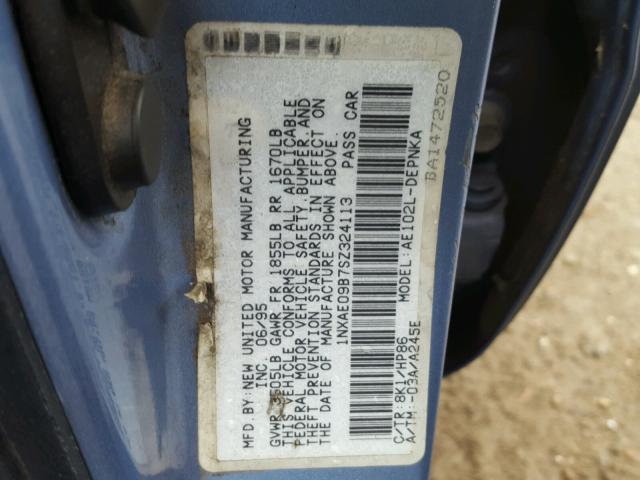 MFD.BY:NEW UNITED MOTOR MANUFACTURING
INC. 06/95
GVWR 3505LB GAWR FR 1855LB RR 1670LB
THIS VEHICLE CONFORMS TO ALL APPLICABLE
FEDERAL MOTOR VEHICLE SAFETY, BUMPER, AND
THEFT PREVENTION STANDARDS IN EFFECT ON
THE DATE OF MANUFACTURE SHOWN ABOVE.
1NXAE09B7SZ324113 PASS CAR
C/TR:8K1/HP86 MODEL:AE102L-DEPNKA
A/TM:-03A/A245E
BA1472520